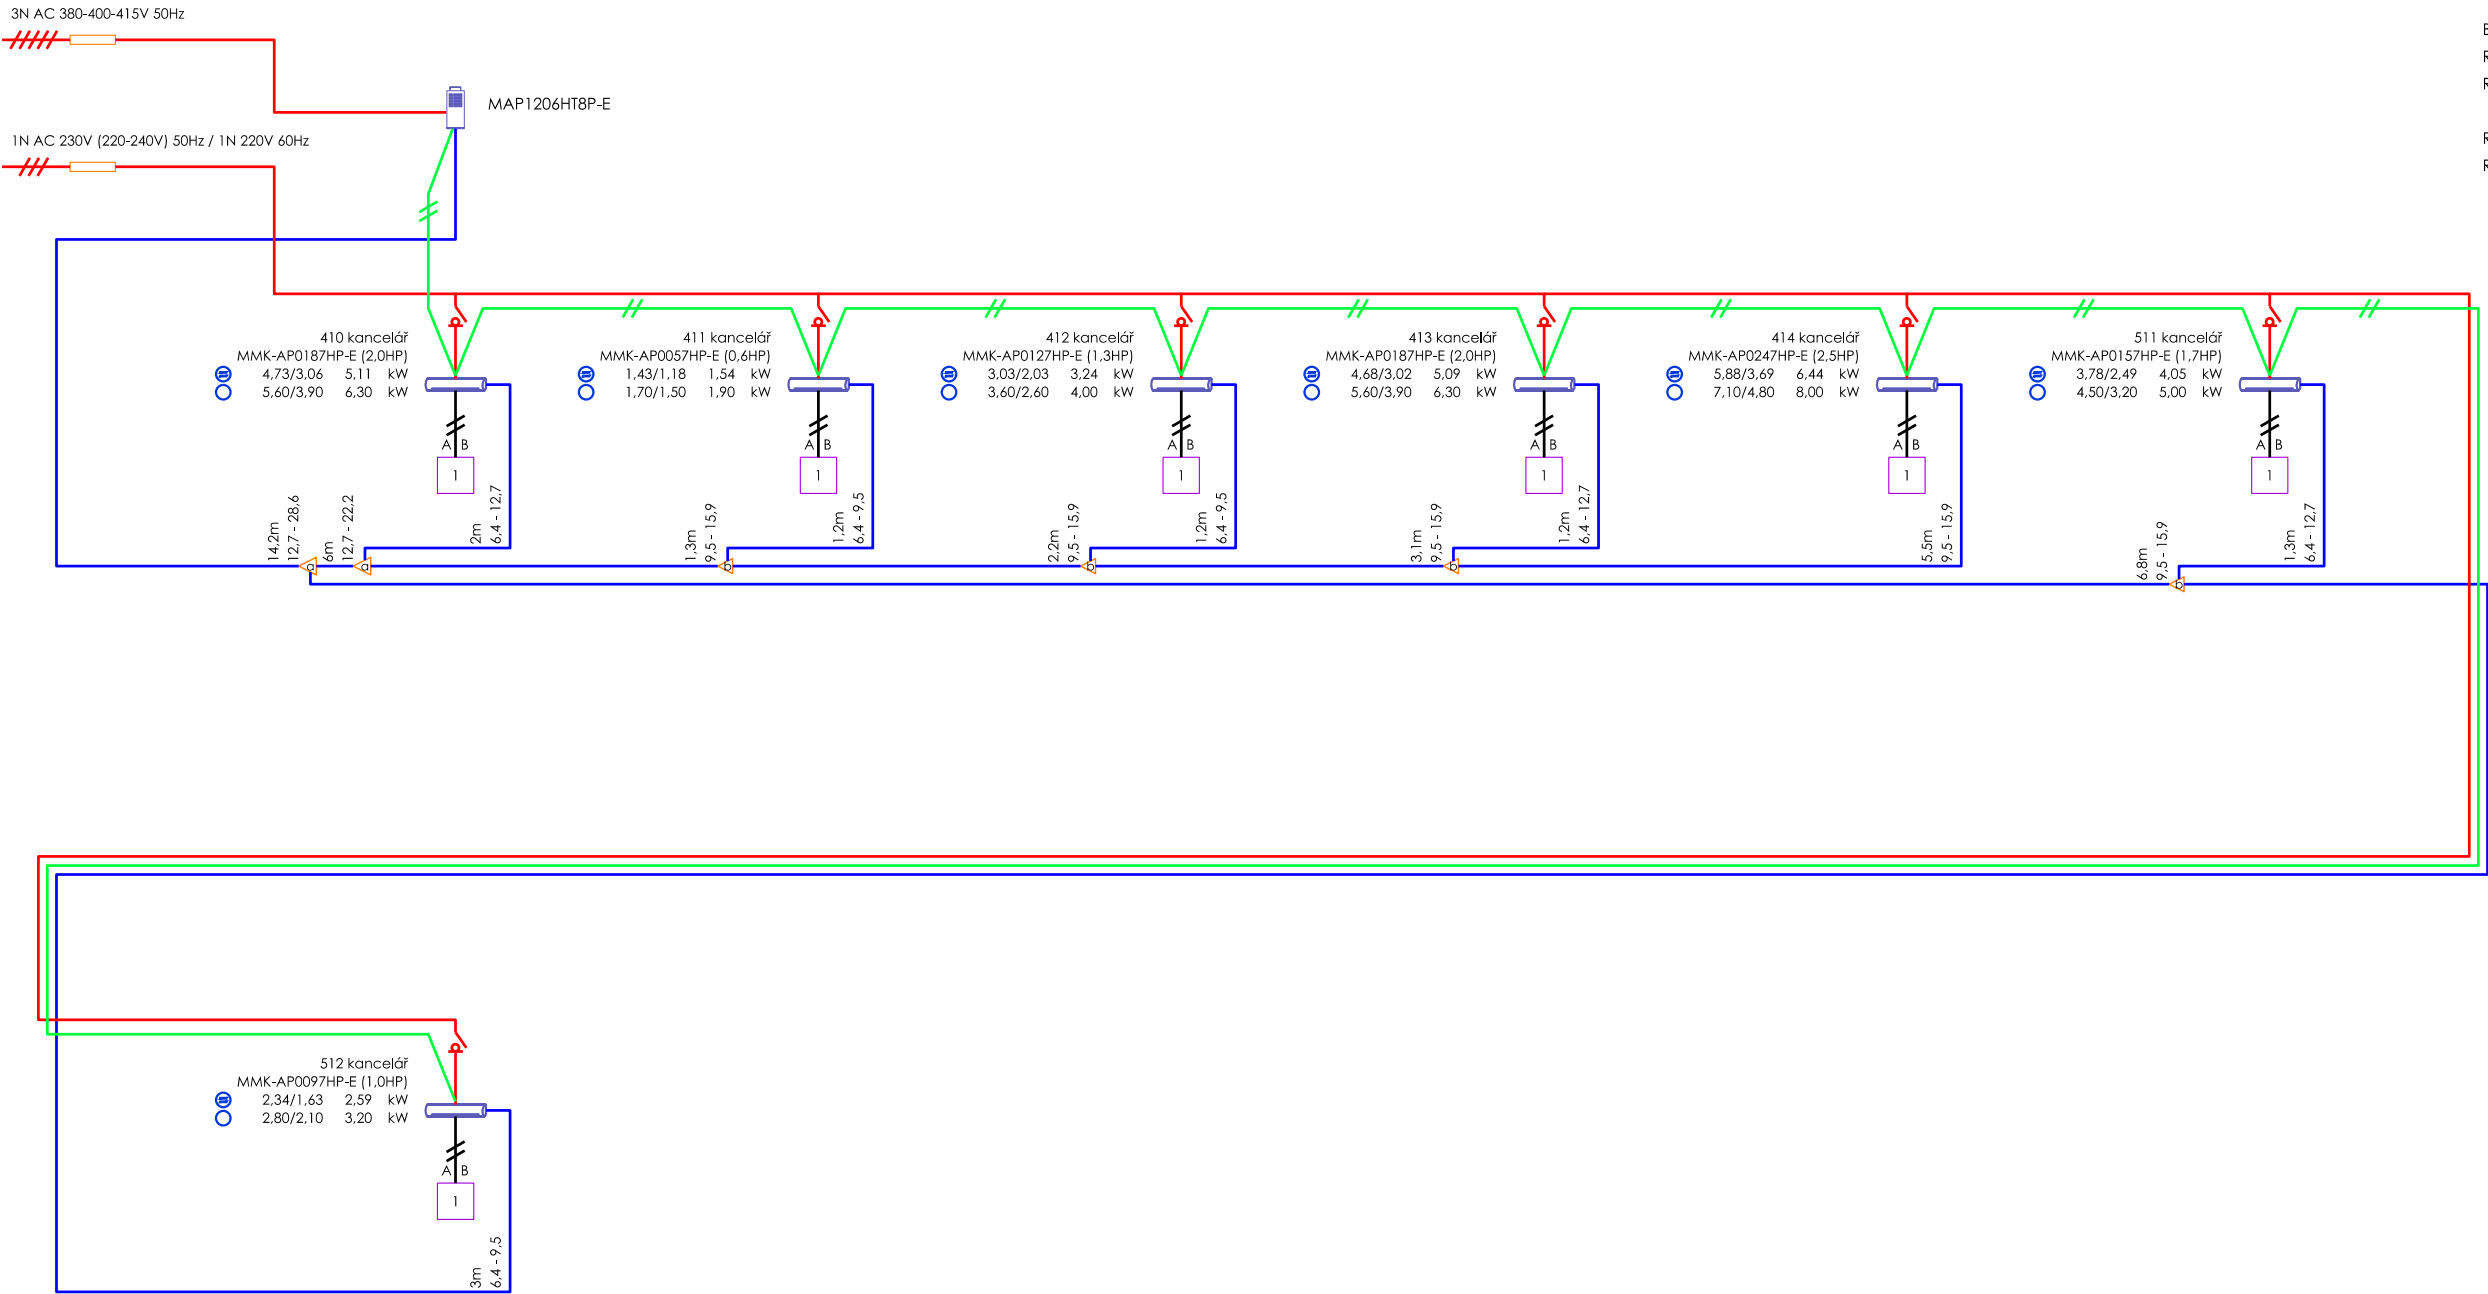 3N AC 380-400-415V 50Hz
MAP1206HT8P-E
1N AC 230V (220-240V) 50Hz / 1N 220V 60Hz
410 kancelář
MMK-AP0187HP-E (2,0HP)
4,73/3,06 5,11 kW
5,60/3,90 6,30 kW
A B
1
2m
6,4 - 12,7
14,2m
12,7 - 28,6
6m
12,7 - 22,2
a
a
411 kancelář
MMK-AP0057HP-E (0,6HP)
1,43/1,18 1,54 kW
1,70/1,50 1,90 kW
A B
1
1,2m
6,4 - 9,5
1,3m
9,5 - 15,9
b
412 kancelář
MMK-AP0127HP-E (1,3HP)
3,03/2,03 3,24 kW
3,60/2,60 4,00 kW
A B
1
1,2m
6,4 - 9,5
2,2m
9,5 - 15,9
b
413 kancelář
MMK-AP0187HP-E (2,0HP)
4,68/3,02 5,09 kW
5,60/3,90 6,30 kW
A B
1
1,2m
6,4 - 12,7
3,1m
9,5 - 15,9
b
414 kancelář
MMK-AP0247HP-E (2,5HP)
5,88/3,69 6,44 kW
7,10/4,80 8,00 kW
A B
1
5,5m
9,5 - 15,9
511 kancelář
MMK-AP0157HP-E (1,7HP)
3,78/2,49 4,05 kW
4,50/3,20 5,00 kW
A B
1
1,3m
6,4 - 12,7
6,8m
9,5 - 15,9
b
512 kancelář
MMK-AP0097HP-E (1,0HP)
2,34/1,63 2,59 kW
2,80/2,10 3,20 kW
A B
1
3m
6,4 - 9,5